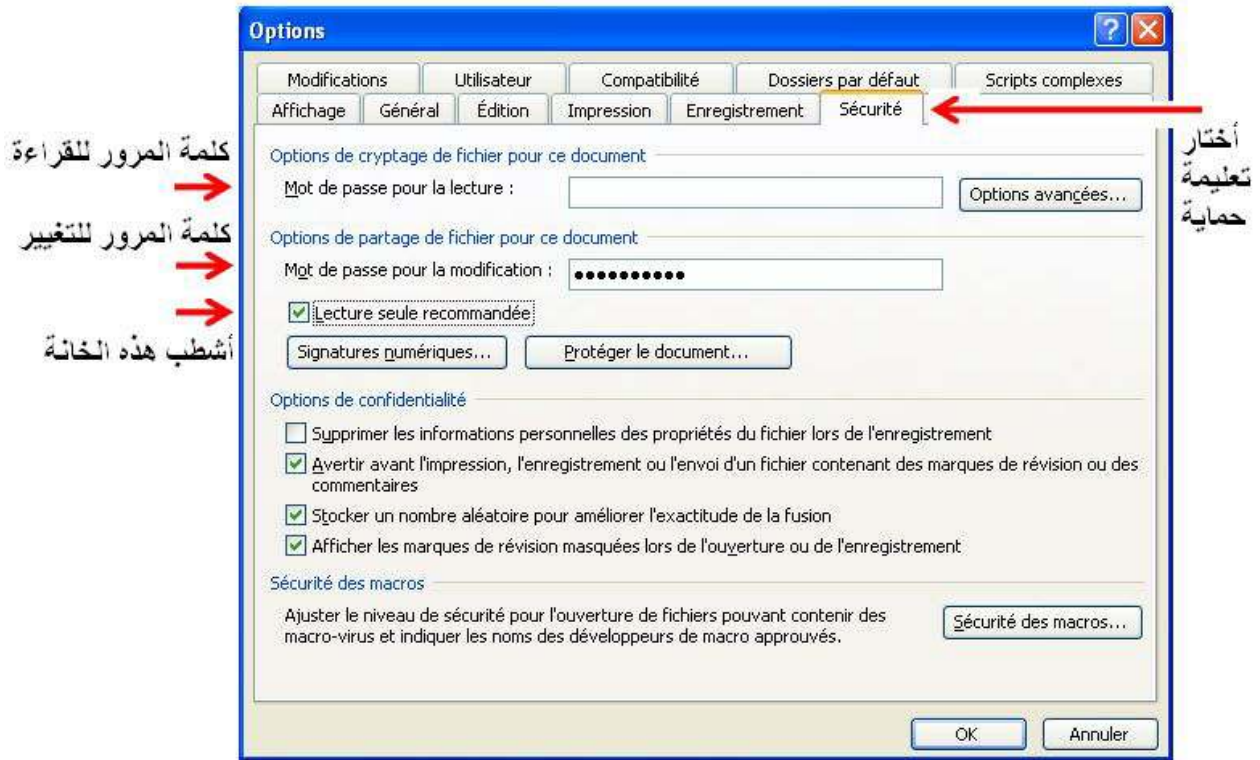 Options
Modifications Utilisateur Compatibilité Dossiers par défaut Scripts complexes
Affichage Général Édition Impression Enregistrement Sécurité
أختار
تعليمة
حماية
Options de cryptage de fichier pour ce document
كلمة المرور للقراءة
Mot de passe pour la lecture :
Options avancées...
Options de partage de fichier pour ce document
كلمة المرور للتغيير
Mot de passe pour la modification : ●●●●●●●●●●
Lecture seule recommandée
أشطب هذه الخانة
Signatures numériques... Protéger le document...
Options de confidentialité
Supprimer les informations personnelles des propriétés du fichier lors de l'enregistrement
Avertir avant l'impression, l'enregistrement ou l'envoi d'un fichier contenant des marques de révision ou des
commentaires
Stocker un nombre aléatoire pour améliorer l'exactitude de la fusion
Afficher les marques de révision masquées lors de l'ouverture ou de l'enregistrement
Sécurité des macros
Ajuster le niveau de sécurité pour l'ouverture de fichiers pouvant contenir des
macro-virus et indiquer les noms des développeurs de macro approuvés.
Sécurité des macros...
OK Annuler